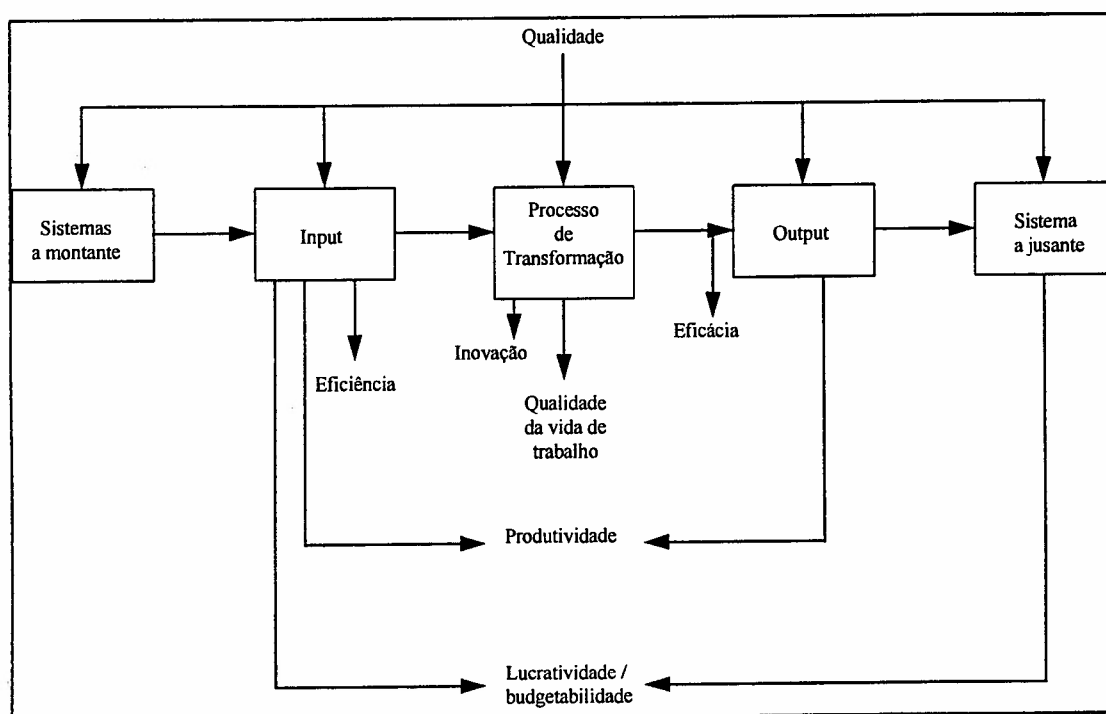 Qualidade
Sistemas
a montante
Input
Processo
de
Transformação
Output
Sistema
a jusante
Eficiência
Inovação
Qualidade
da vida de
trabalho
Eficácia
Produtividade
Lucratividade /
budgetabilidade